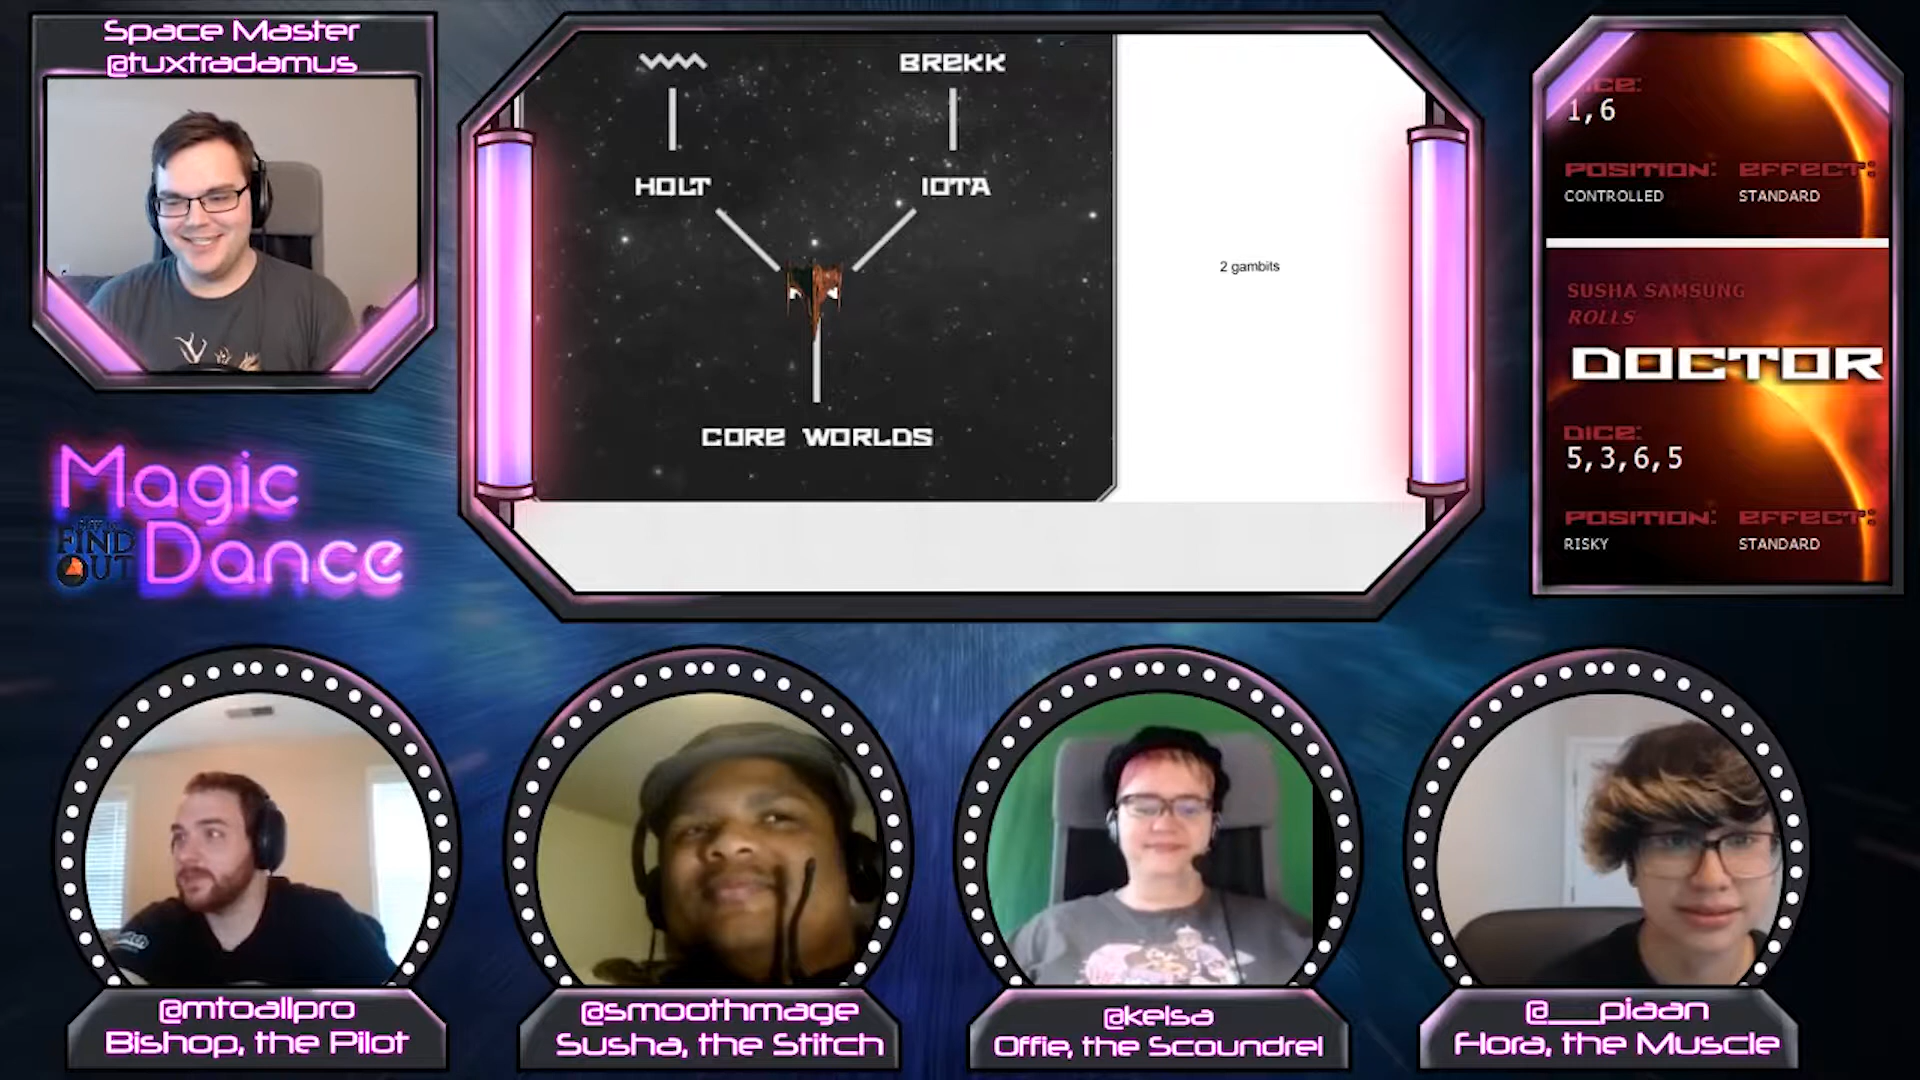 Space Master
@tuxtradamus
BREKK
HOLT
IOTA
CORE WORLDS
2 gambits
DICE:
1,6
POSITION: EFFECT:
CONTROLLED STANDARD
SUSHA SAMSUNG
ROLLS
DOCTOR
DICE:
5,3,6,5
POSITION: EFFECT:
RISKY STANDARD
Magic
Dance
FIND
OUT
@mtoallpro
Bishop, the Pilot
@smoothmage
Susha, the Stitch
@kelsa
Offie, the Scoundrel
@__piaan
Flora, the Muscle